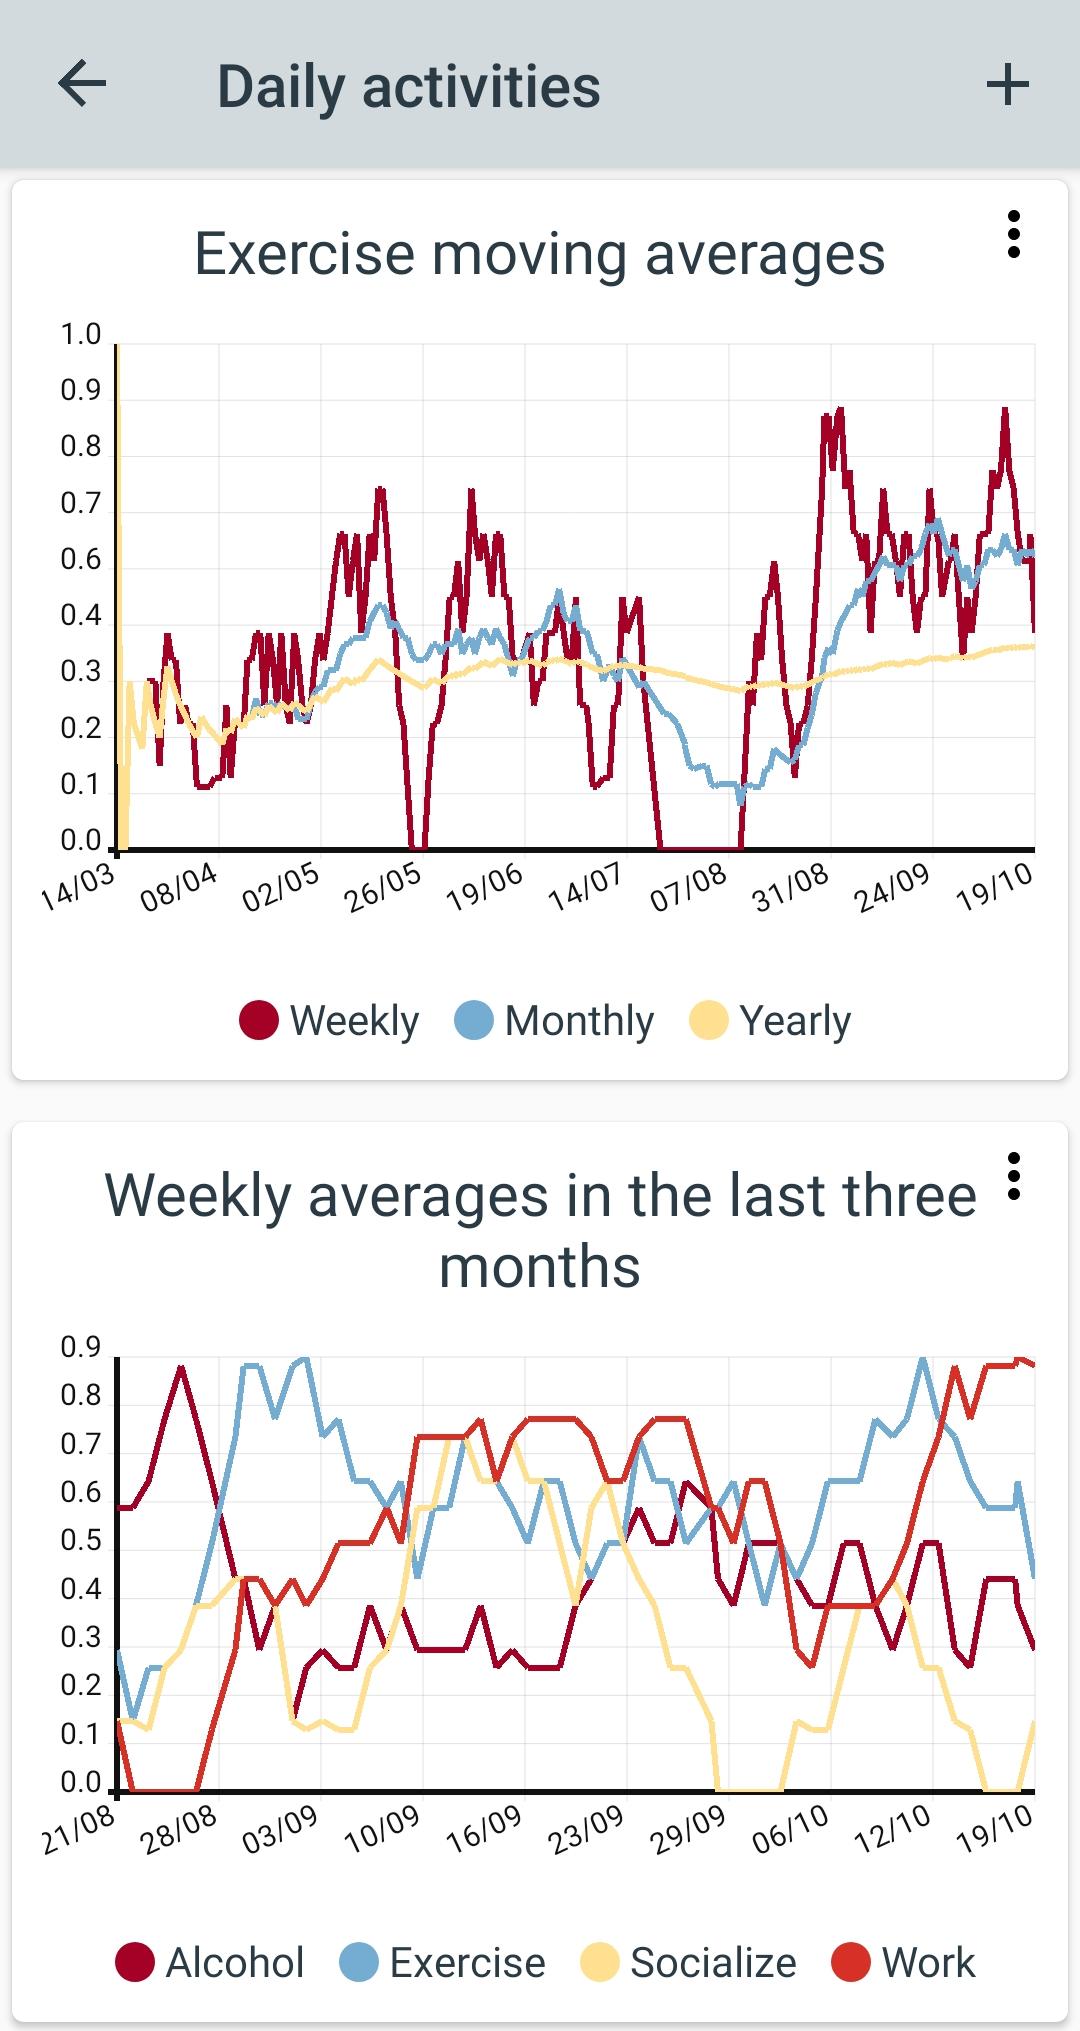 Daily activities
Exercise moving averages
1.0
0.9
0.8
0.7
0.6
0.4
0.3
0.2
0.1
0.0
14/03 08/04 02/05 26/05 19/06 14/07 07/08 31/08 24/09 19/10
Weekly Monthly Yearly
Weekly averages in the last three
months
0.9
0.8
0.7
0.6
0.5
0.4
0.3
0.2
0.1
0.0
21/08 28/08 03/09 10/09 16/09 23/09 29/09 06/10 12/10 19/10
Alcohol Exercise Socialize Work